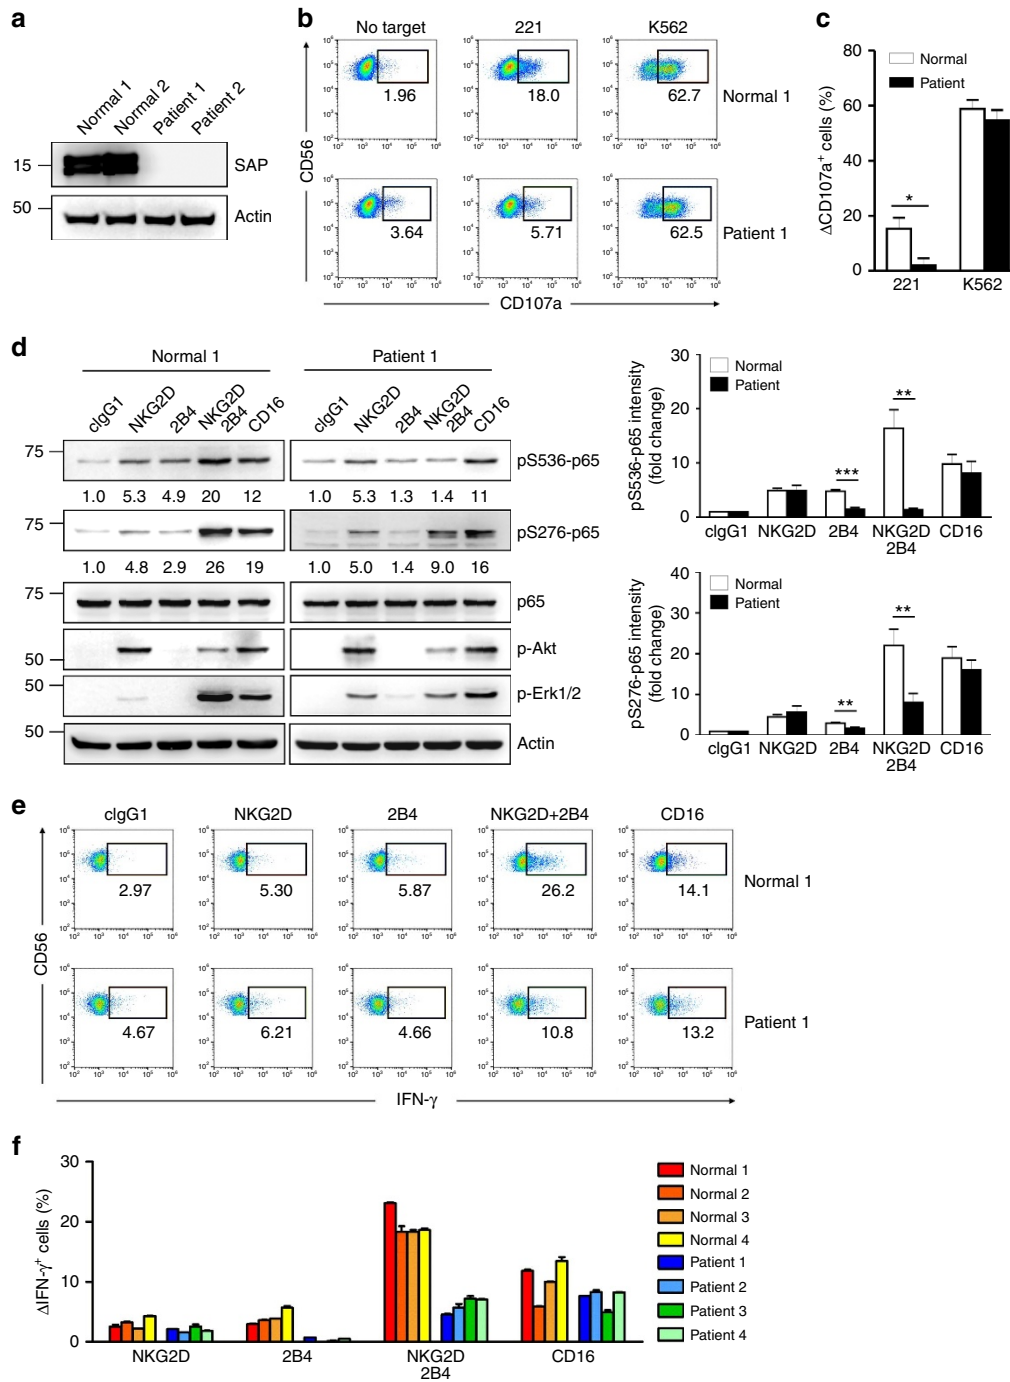 a
Normal 1
Normal 2
Patient 1
Patient 2
15
SAP
50
Actin
b
No target
221
K562
1.96
18.0
62.7
Normal 1
3.64
5.71
62.5
Patient 1
CD56
CD107a
c
Normal
Patient
ΔCD107a⁺ cells (%)
80
60
40
20
0
*
221
K562
d
Normal 1
Patient 1
cIgG1
NKG2D
2B4
NKG2D 2B4
CD16
cIgG1
NKG2D
2B4
NKG2D 2B4
CD16
75
pS536-p65
1.0 5.3 4.9 20 12
1.0 5.3 1.3 1.4 11
75
pS276-p65
1.0 4.8 2.9 26 19
1.0 5.0 1.4 9.0 16
75
p65
50
p-Akt
50
p-Erk1/2
50
Actin
Normal
Patient
pS536-p65 intensity
(fold change)
30
20
10
0
***
**
cIgG1 NKG2D 2B4 NKG2D CD16
2B4
Normal
Patient
pS276-p65 intensity
(fold change)
40
30
20
10
0
**
**
cIgG1 NKG2D 2B4 NKG2D CD16
2B4
e
cIgG1
NKG2D
2B4
NKG2D+2B4
CD16
2.97
5.30
5.87
26.2
14.1
Normal 1
4.67
6.21
4.66
10.8
13.2
Patient 1
CD56
IFN-γ
f
ΔIFN-γ⁺ cells (%)
30
20
10
0
NKG2D
2B4
NKG2D
2B4
CD16
Normal 1
Normal 2
Normal 3
Normal 4
Patient 1
Patient 2
Patient 3
Patient 4